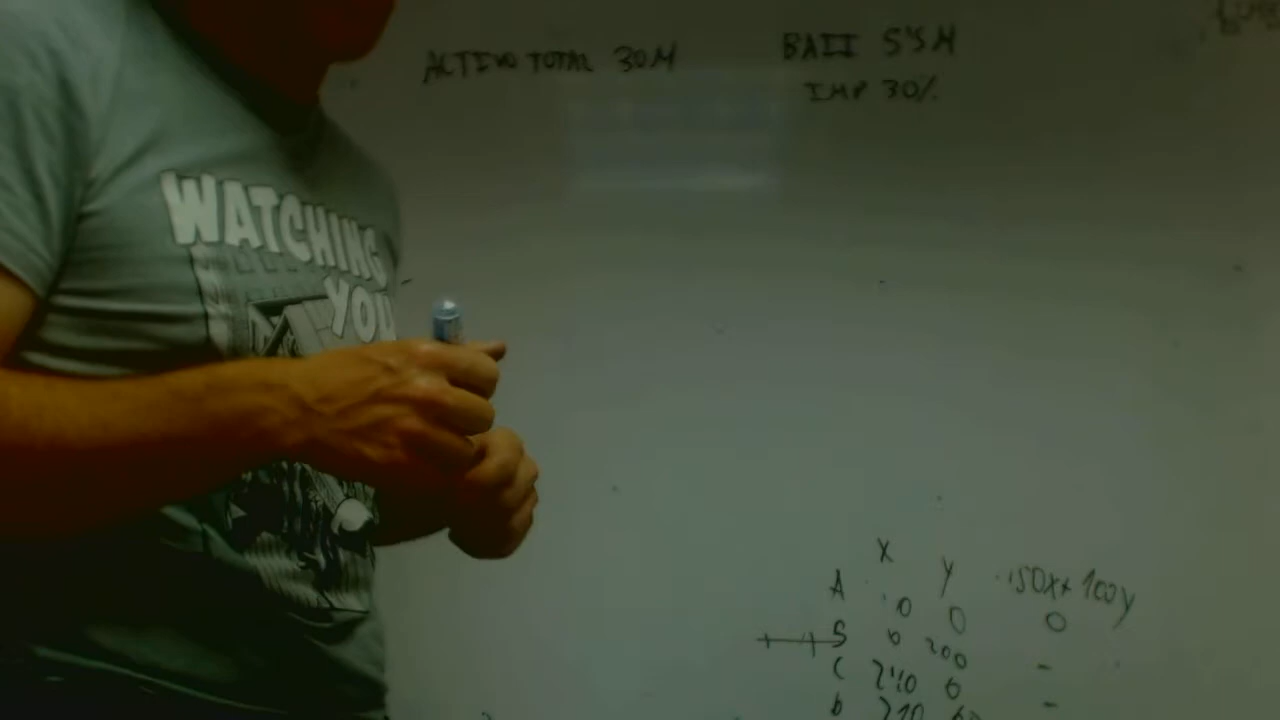 ACTIVO TOTAL 30M
BAII 5'5M
IMP 30%
WATCHING
YOU
X Y 150X+100Y
A 0 0 0
0 200 -
C 240 0 -
210